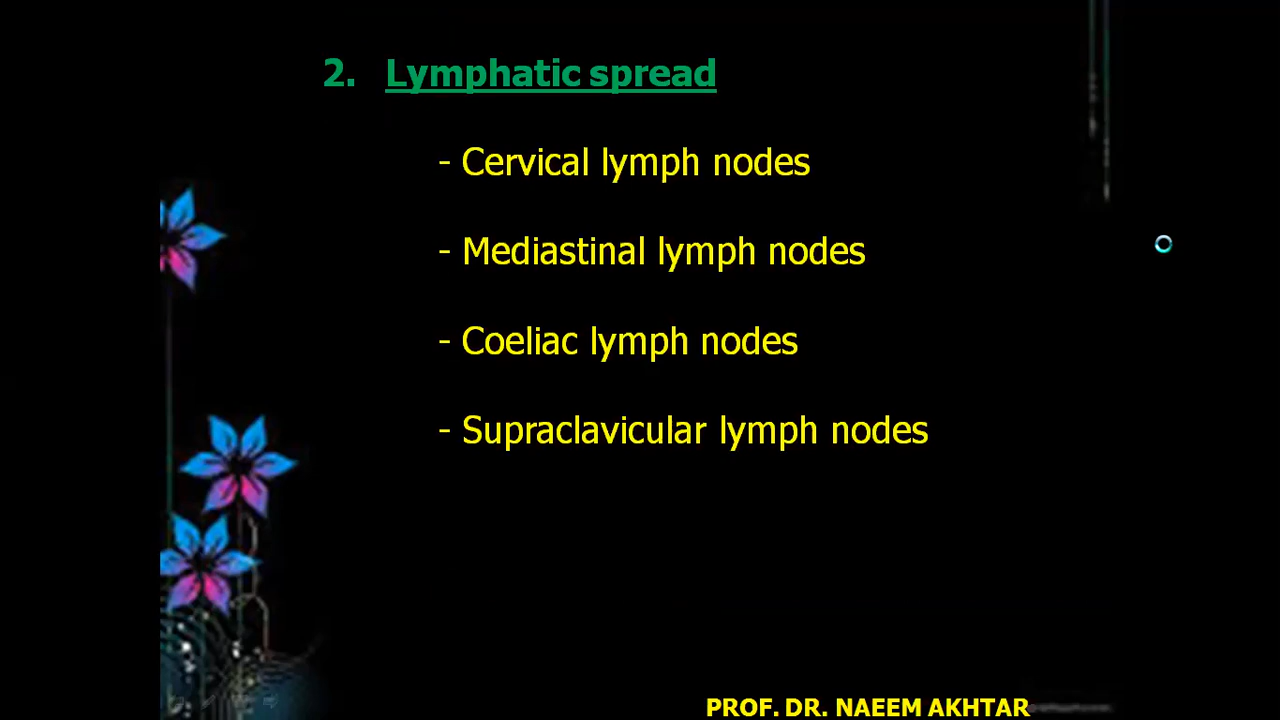 2. Lymphatic spread
- Cervical lymph nodes
- Mediastinal lymph nodes
- Coeliac lymph nodes
- Supraclavicular lymph nodes
PROF. DR. NAEEM AKHTAR